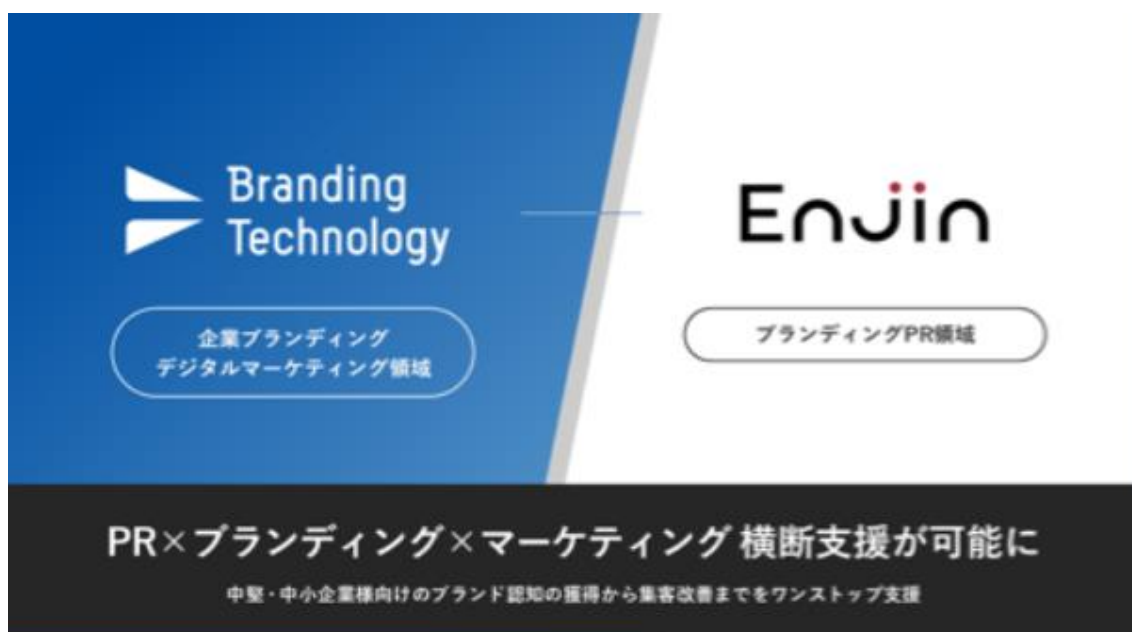 Branding
Technology
Enjin
企業ブランディング
デジタルマーケティング領域
ブランディングPR領域
PR×ブランディング×マーケティング 横断支援が可能に
中堅・中小企業様向けのブランド認知の獲得から集客改善までをワンストップ支援